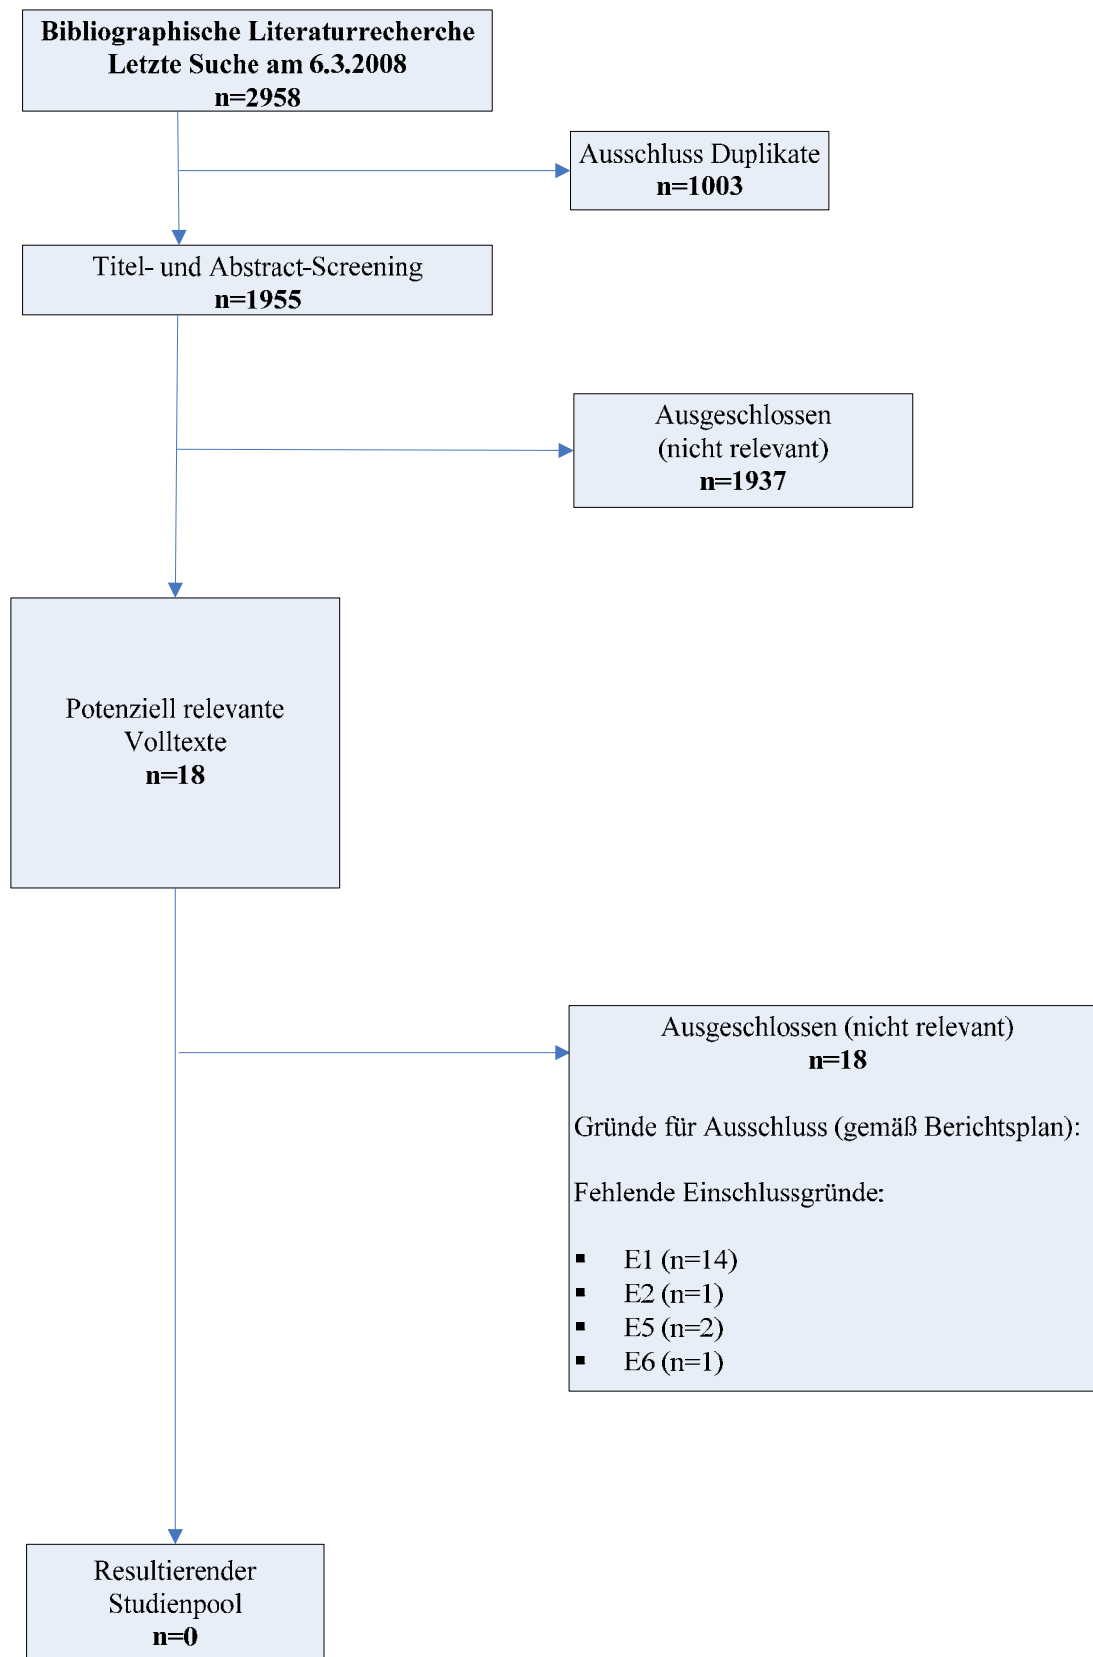 Bibliographische Literaturrecherche
Letzte Suche am 6.3.2008
n=2958
Ausschluss Duplikate
n=1003
Titel- und Abstract-Screening
n=1955
Ausgeschlossen
(nicht relevant)
n=1937
Potenziell relevante
Volltexte
n=18
Ausgeschlossen (nicht relevant)
n=18
Gründe für Ausschluss (gemäß Berichtsplan):
Fehlende Einschlussgründe:
▪ E1 (n=14)
▪ E2 (n=1)
▪ E5 (n=2)
▪ E6 (n=1)
Resultierender
Studienpool
n=0